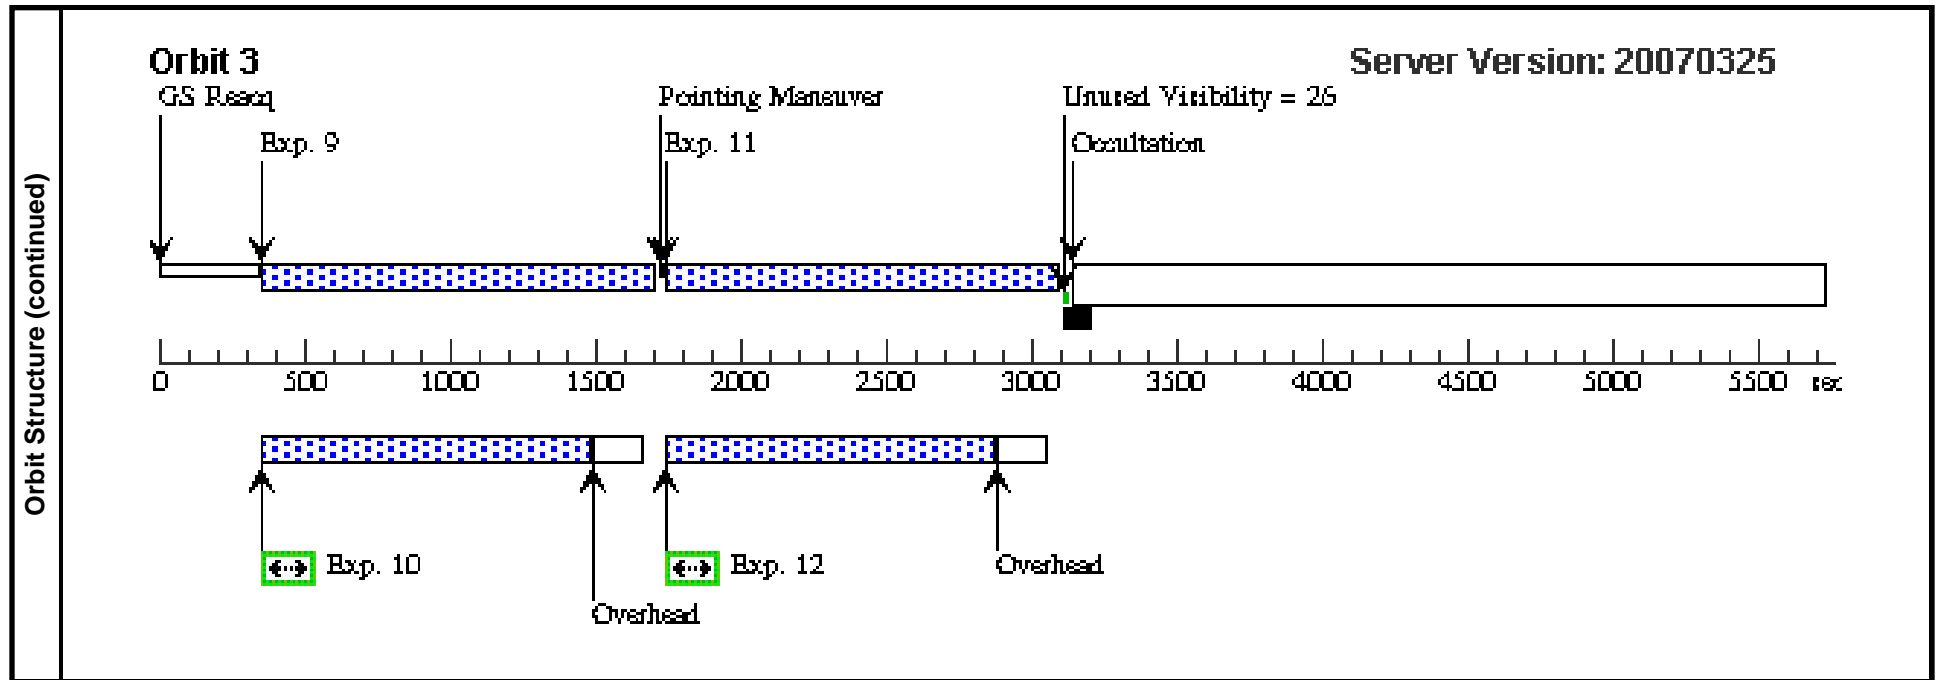 Orbit Structure (continued)
Orbit 3
Server Version: 20070325
GS Reacq
Pointing Maneuver
Unused Visibility = 26
Exp. 9
Exp. 11
Occultation
0 500 1000 1500 2000 2500 3000 3500 4000 4500 5000 5500 sec
Exp. 10
Exp. 12
Overhead
Overhead